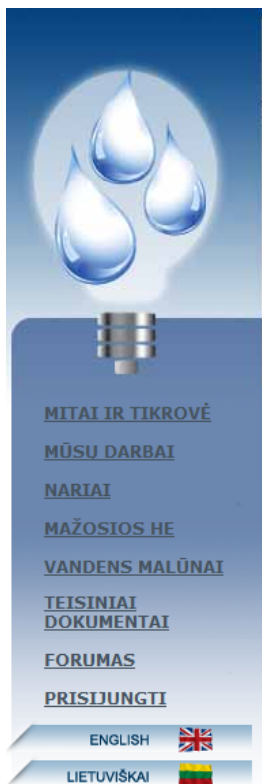 MITAI IR TIKROVĖ
MŪSŲ DARBAI
NARIAI
MAŽOSIOS HE
VANDENS MALŪNAI
TEISINIAI
DOKUMENTAI
FORUMAS
PRISIJUNGTI
ENGLISH
LIETUVIŠKAI